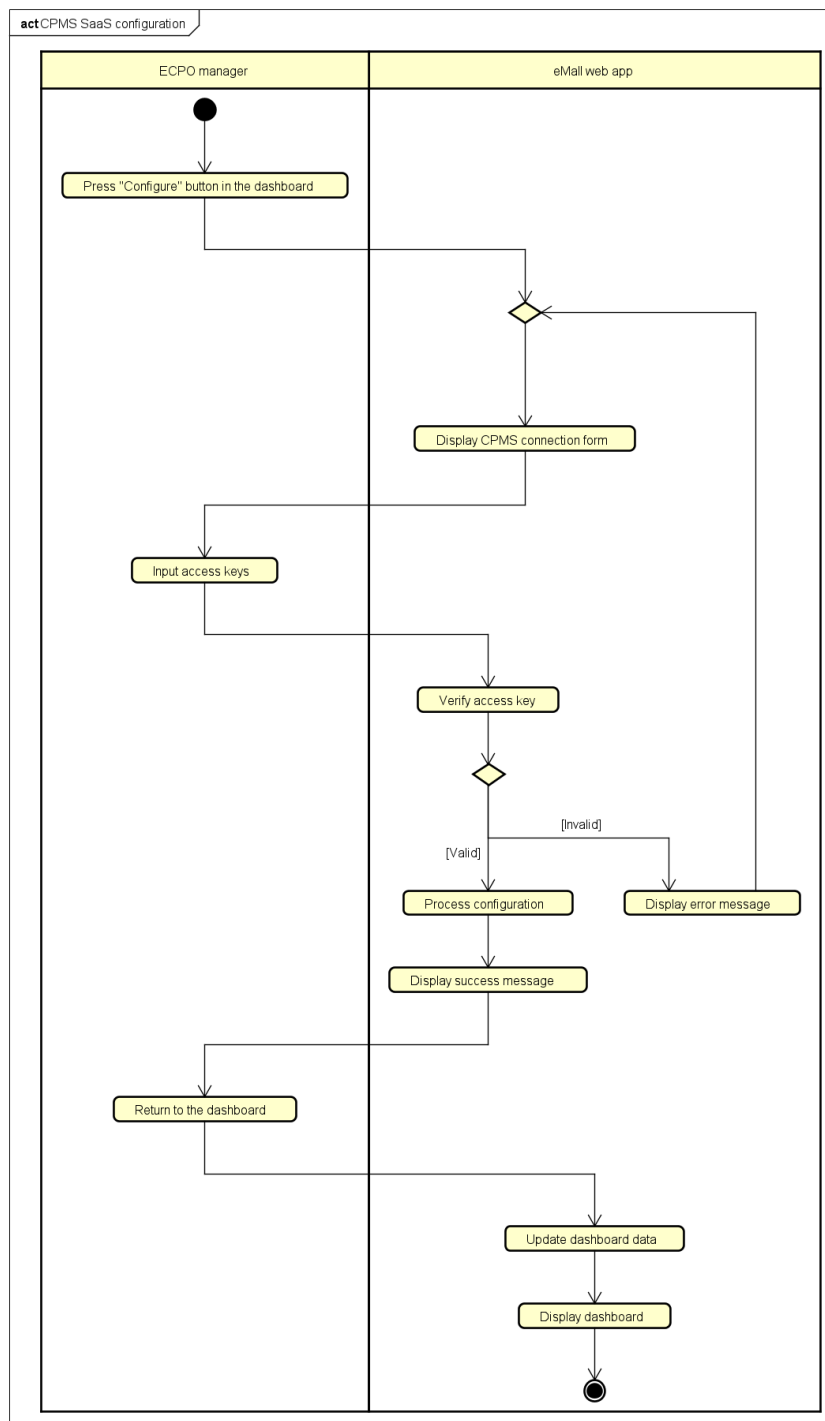 act CPMS SaaS configuration
ECPO manager
eMall web app
Press "Configure" button in the dashboard
Display CPMS connection form
Input access keys
Verify access key
[Invalid]
[Valid]
Process configuration
Display error message
Display success message
Return to the dashboard
Update dashboard data
Display dashboard